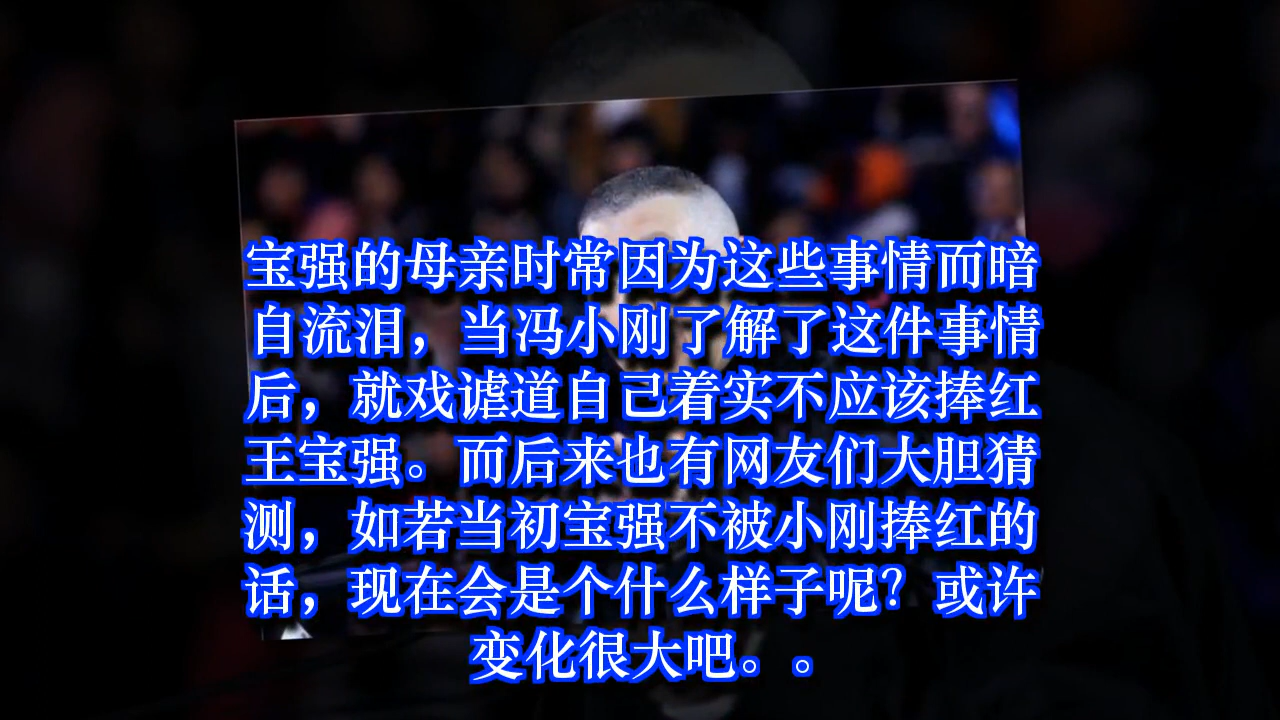 宝强的母亲时常因为这些事情而暗
自流泪，当冯小刚了解了这件事情
后，就戏谑道自己着实不应该捧红
王宝强。而后来也有网友们大胆猜
测，如若当初宝强不被小刚捧红的
话，现在会是个什么样子呢？或许
变化很大吧。。